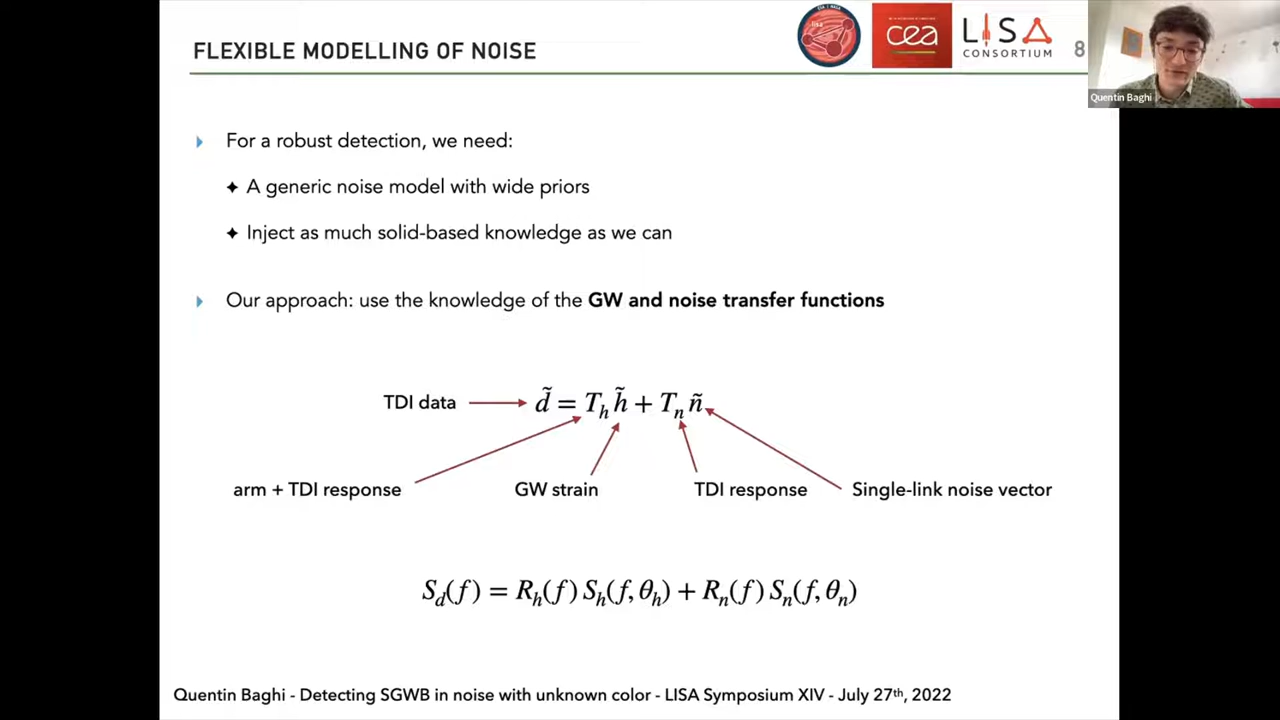 FLEXIBLE MODELLING OF NOISE
lisa
cea
LISA
CONSORTIUM
8
Quentin Baghi
For a robust detection, we need:
A generic noise model with wide priors
Inject as much solid-based knowledge as we can
Our approach: use the knowledge of the GW and noise transfer functions
TDI data
d̃ = T_h h̃ + T_n ñ
arm + TDI response
GW strain
TDI response
Single-link noise vector
S_d(f) = R_h(f) S_h(f, θ_h) + R_n(f) S_n(f, θ_n)
Quentin Baghi - Detecting SGWB in noise with unknown color - LISA Symposium XIV - July 27th, 2022